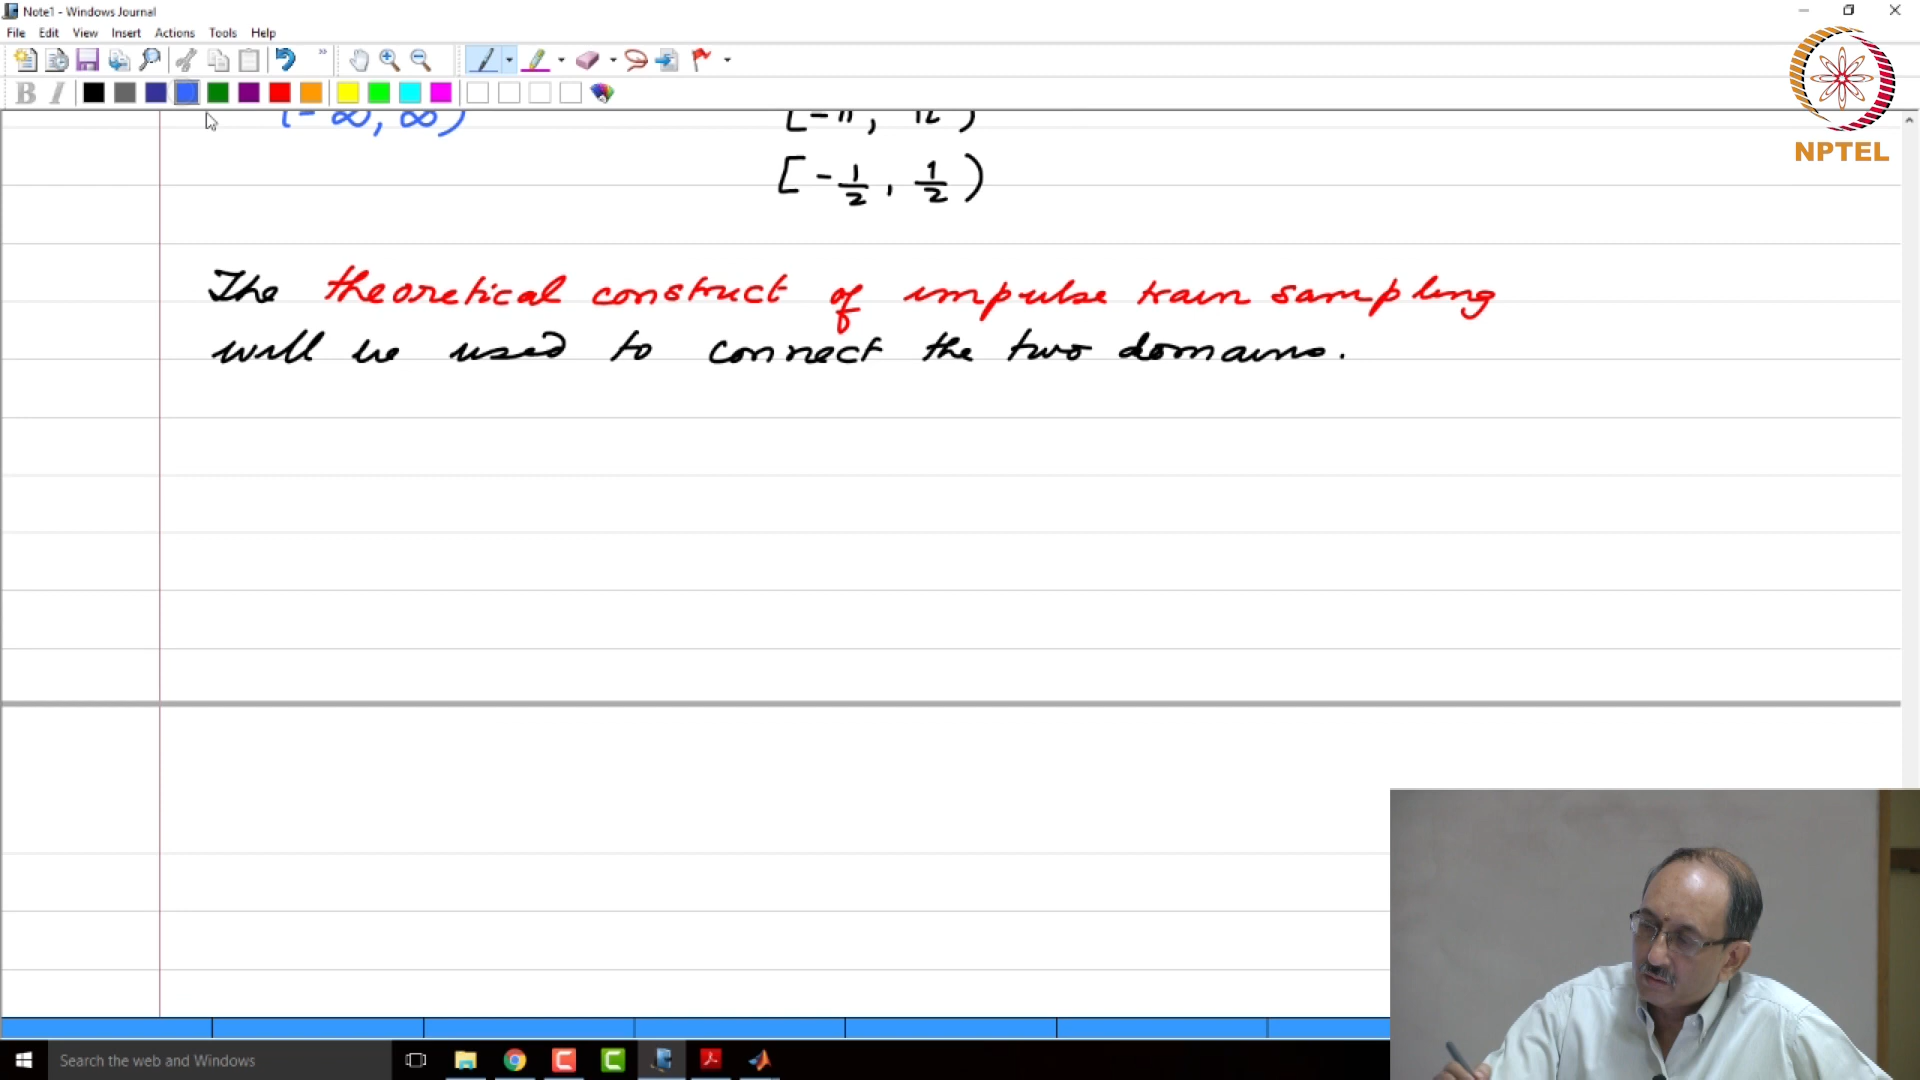 Note1 - Windows Journal
File Edit View Insert Actions Tools Help
B I
NPTEL
(-∞, ∞) [-π, π)
[-1/2, 1/2)
The theoretical construct of impulse train sampling
will be used to connect the two domains.
Search the web and Windows